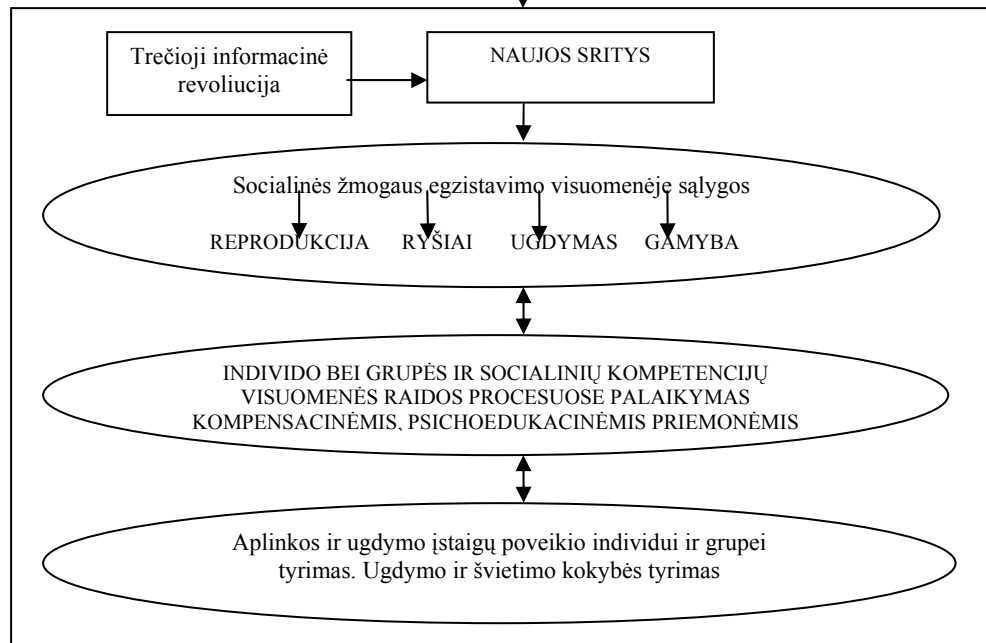 Trečioji informacinė
revoliucija
NAUJOS SRITYS
Socialinės žmogaus egzistavimo visuomenėje sąlygos
REPRODUKCIJA RYŠIAI UGDYMAS GAMYBA
INDIVIDO BEI GRUPĖS IR SOCIALINIŲ KOMPETENCIJŲ
VISUOMENĖS RAIDOS PROCESUOSE PALAIKYMAS
KOMPENSACINĖMIS, PSICHOEDUKACINĖMIS PRIEMONĖMIS
Aplinkos ir ugdymo įstaigų poveikio individui ir grupei
tyrimas. Ugdymo ir švietimo kokybės tyrimas